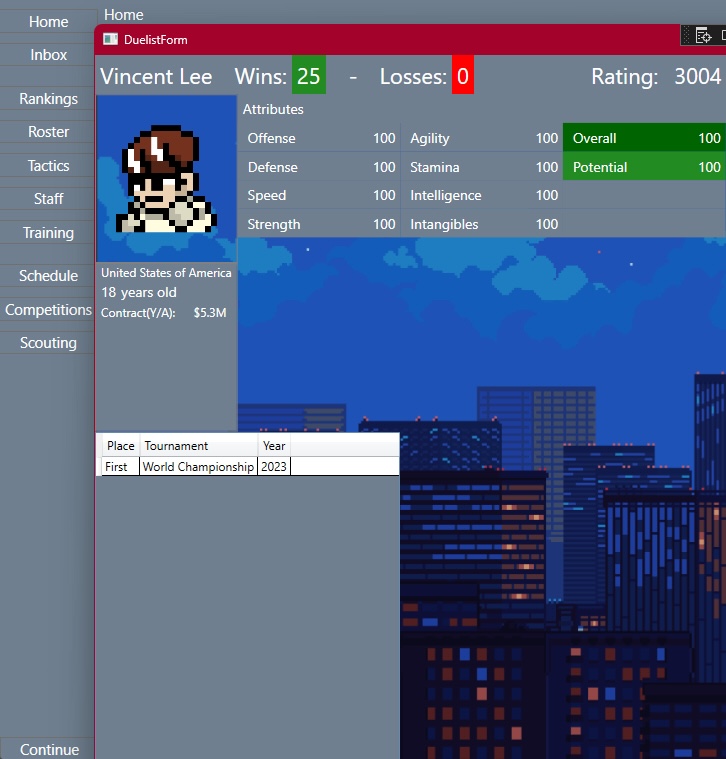 Home
Home
DuelistForm
Inbox
Vincent Lee Wins: 25 - Losses: 0 Rating: 3004
Rankings
Attributes
Roster
Offense 100 Agility 100 Overall 100
Tactics
Defense 100 Stamina 100 Potential 100
Staff
Speed 100 Intelligence 100
Training
Strength 100 Intangibles 100
Schedule
United States of America
18 years old
Competitions
Contract(Y/A): $5.3M
Scouting
Place Tournament Year
First World Championship 2023
Continue